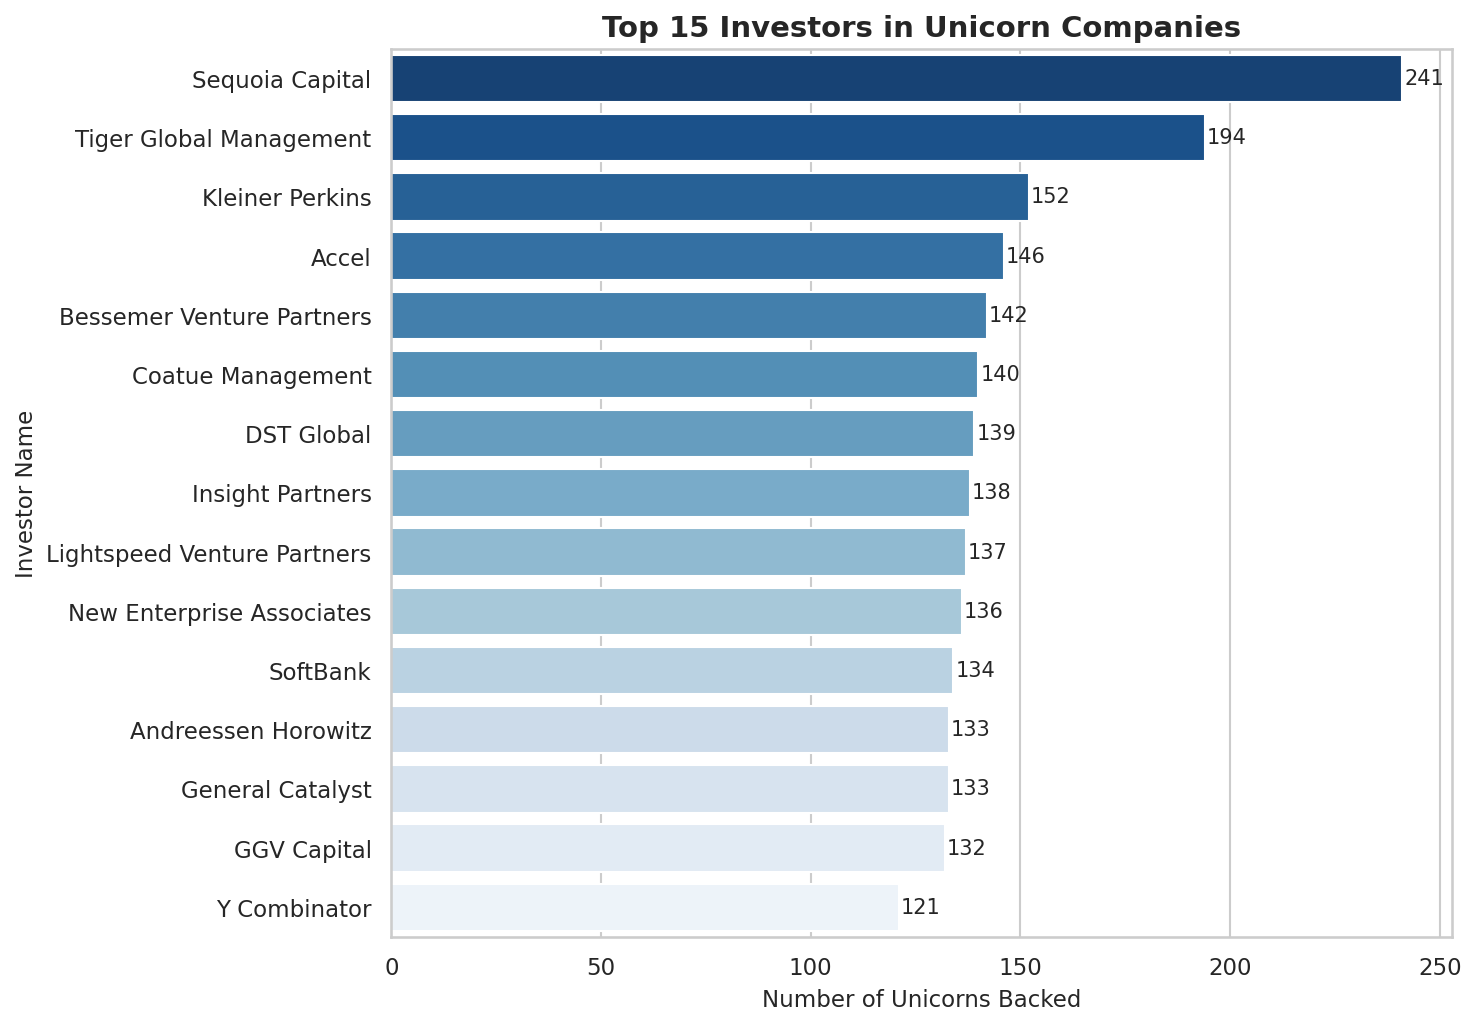 Top 15 Investors in Unicorn Companies
Investor Name
Sequoia Capital 241
Tiger Global Management 194
Kleiner Perkins 152
Accel 146
Bessemer Venture Partners 142
Coatue Management 140
DST Global 139
Insight Partners 138
Lightspeed Venture Partners 137
New Enterprise Associates 136
SoftBank 134
Andreessen Horowitz 133
General Catalyst 133
GGV Capital 132
Y Combinator 121
0 50 100 150 200 250
Number of Unicorns Backed